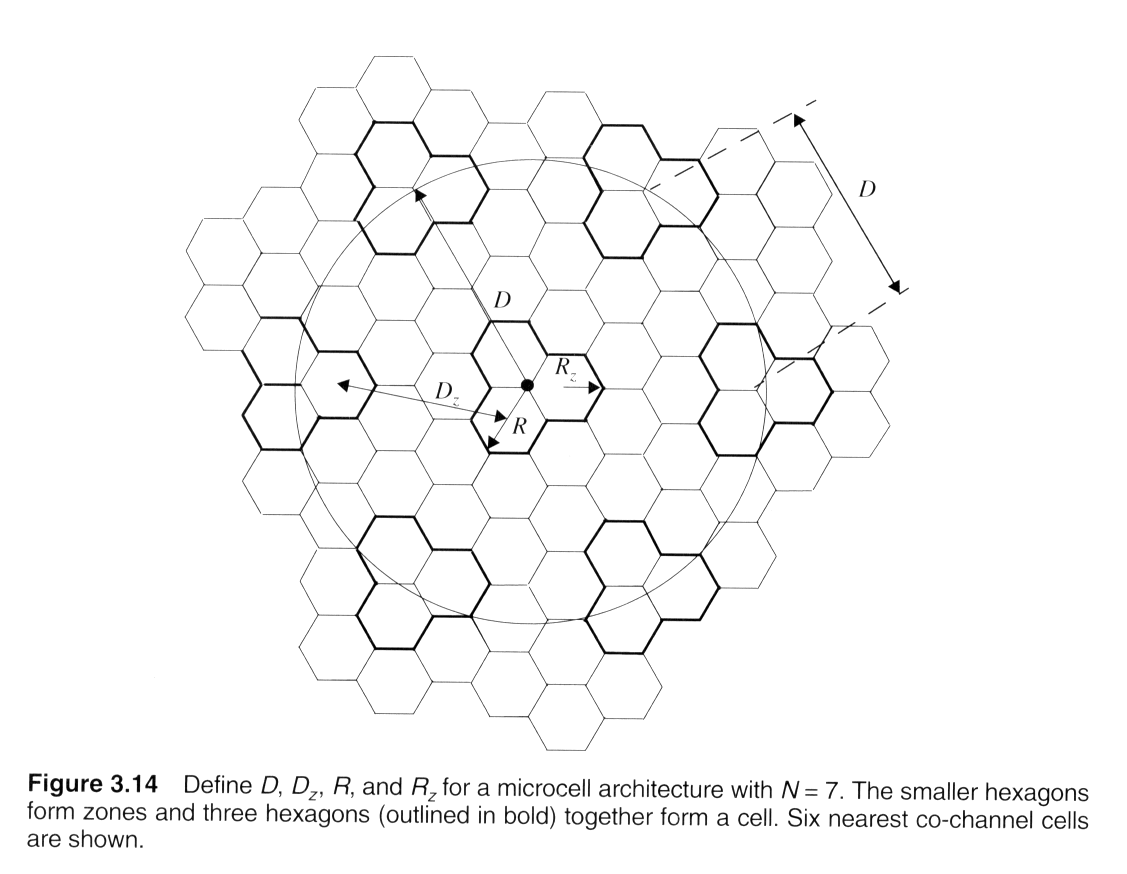 D
D
R_z
D_z
R
Figure 3.14 Define D, D_z, R, and R_z for a microcell architecture with N = 7. The smaller hexagons
form zones and three hexagons (outlined in bold) together form a cell. Six nearest co-channel cells
are shown.